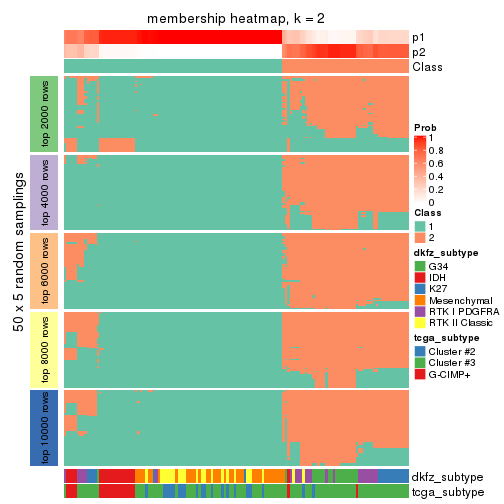 membership heatmap, k = 2
p1
p2
Class
50 x 5 random samplings
top 2000 rows
top 4000 rows
top 6000 rows
top 8000 rows
top 10000 rows
dkfz_subtype
tcga_subtype
Prob
1
0.8
0.6
0.4
0.2
0
Class
1
2
dkfz_subtype
G34
IDH
K27
Mesenchymal
RTK I PDGFRA
RTK II Classic
tcga_subtype
Cluster #2
Cluster #3
G-CIMP+